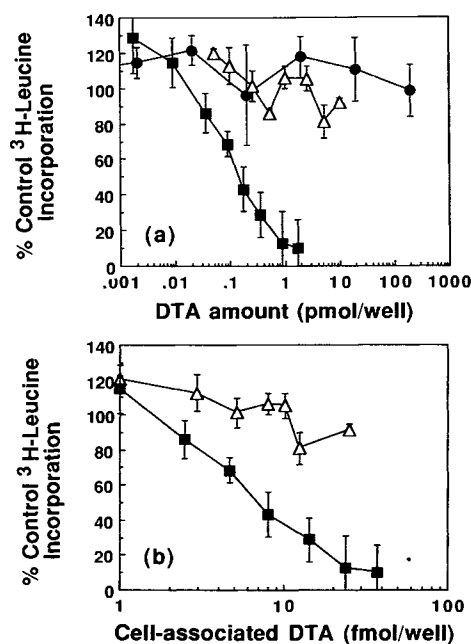 % Control ³H-Leucine
Incorporation
140
120
100
80
60
40
20
0
(a)
.001 .01 .1 1 10 100 1000
DTA amount (pmol/well)
% Control ³H-Leucine
Incorporation
140
120
100
80
60
40
20
0
(b)
1 10 100
Cell-associated DTA (fmol/well)